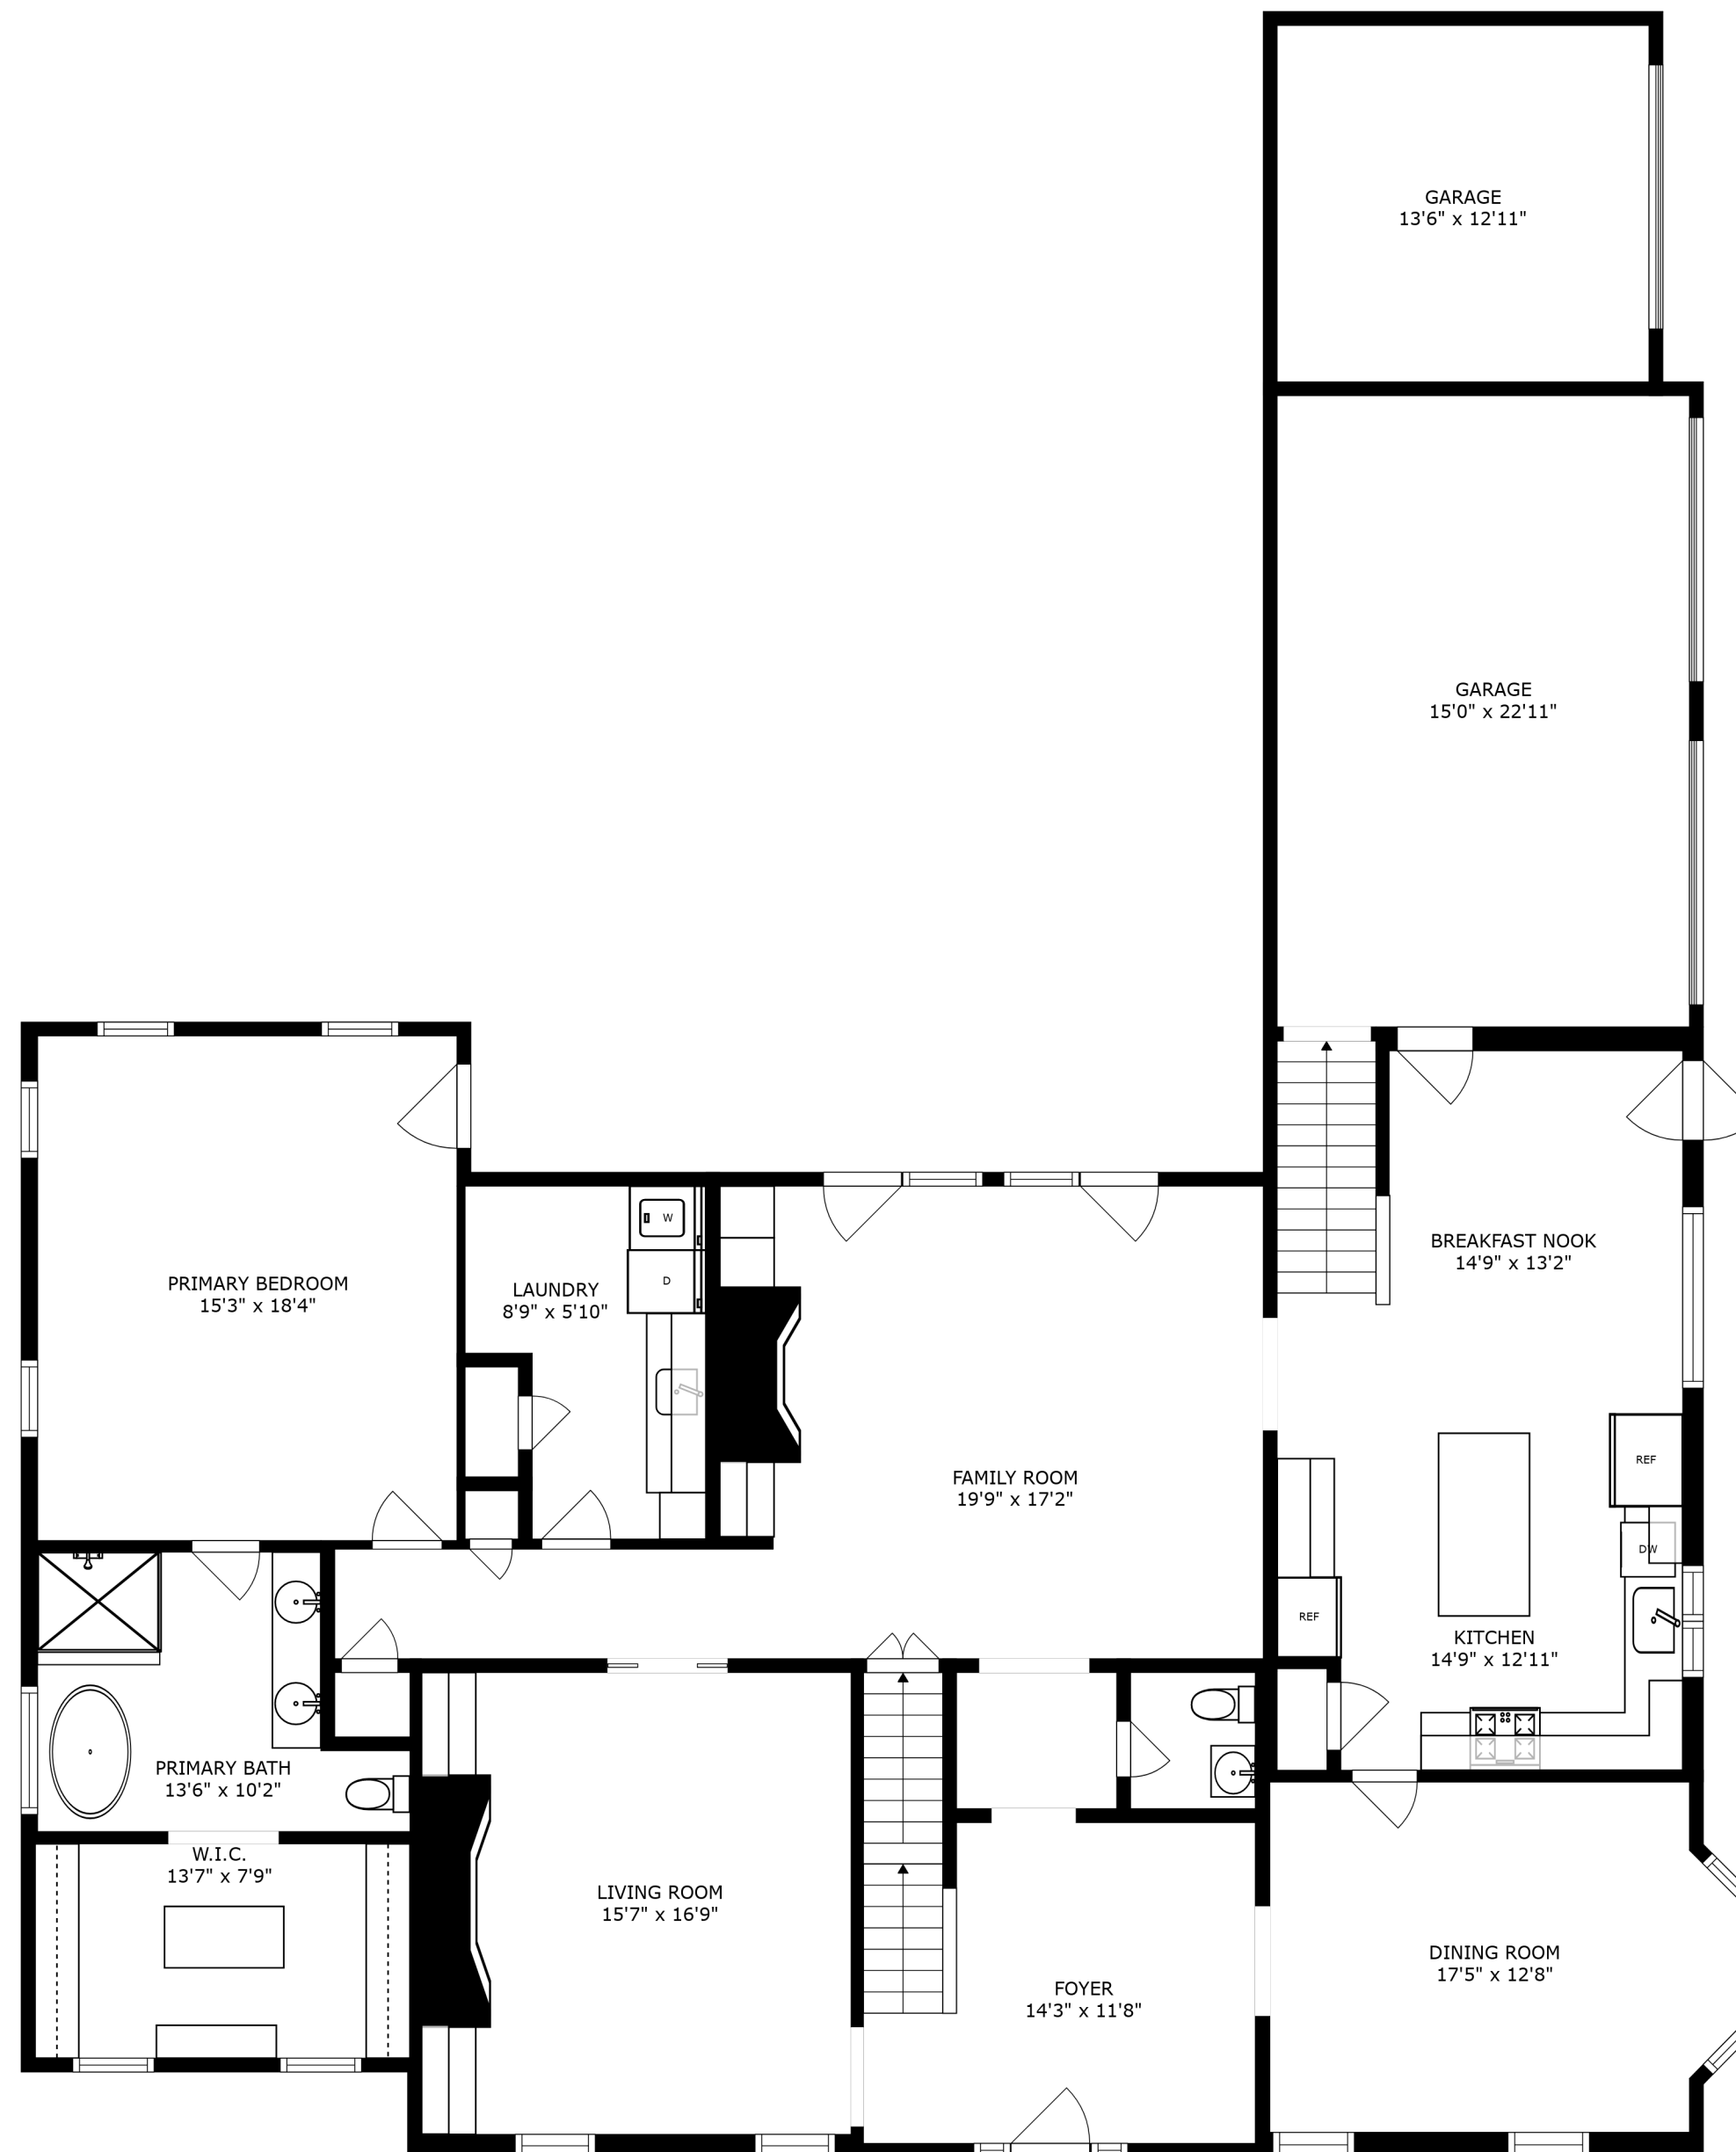 GARAGE
13'6" x 12'11"
GARAGE
15'0" x 22'11"
W
D
LAUNDRY
8'9" x 5'10"
PRIMARY BEDROOM
15'3" x 18'4"
BREAKFAST NOOK
14'9" x 13'2"
FAMILY ROOM
19'9" x 17'2"
REF
DW
REF
KITCHEN
14'9" x 12'11"
PRIMARY BATH
13'6" x 10'2"
W.I.C.
13'7" x 7'9"
LIVING ROOM
15'7" x 16'9"
FOYER
14'3" x 11'8"
DINING ROOM
17'5" x 12'8"